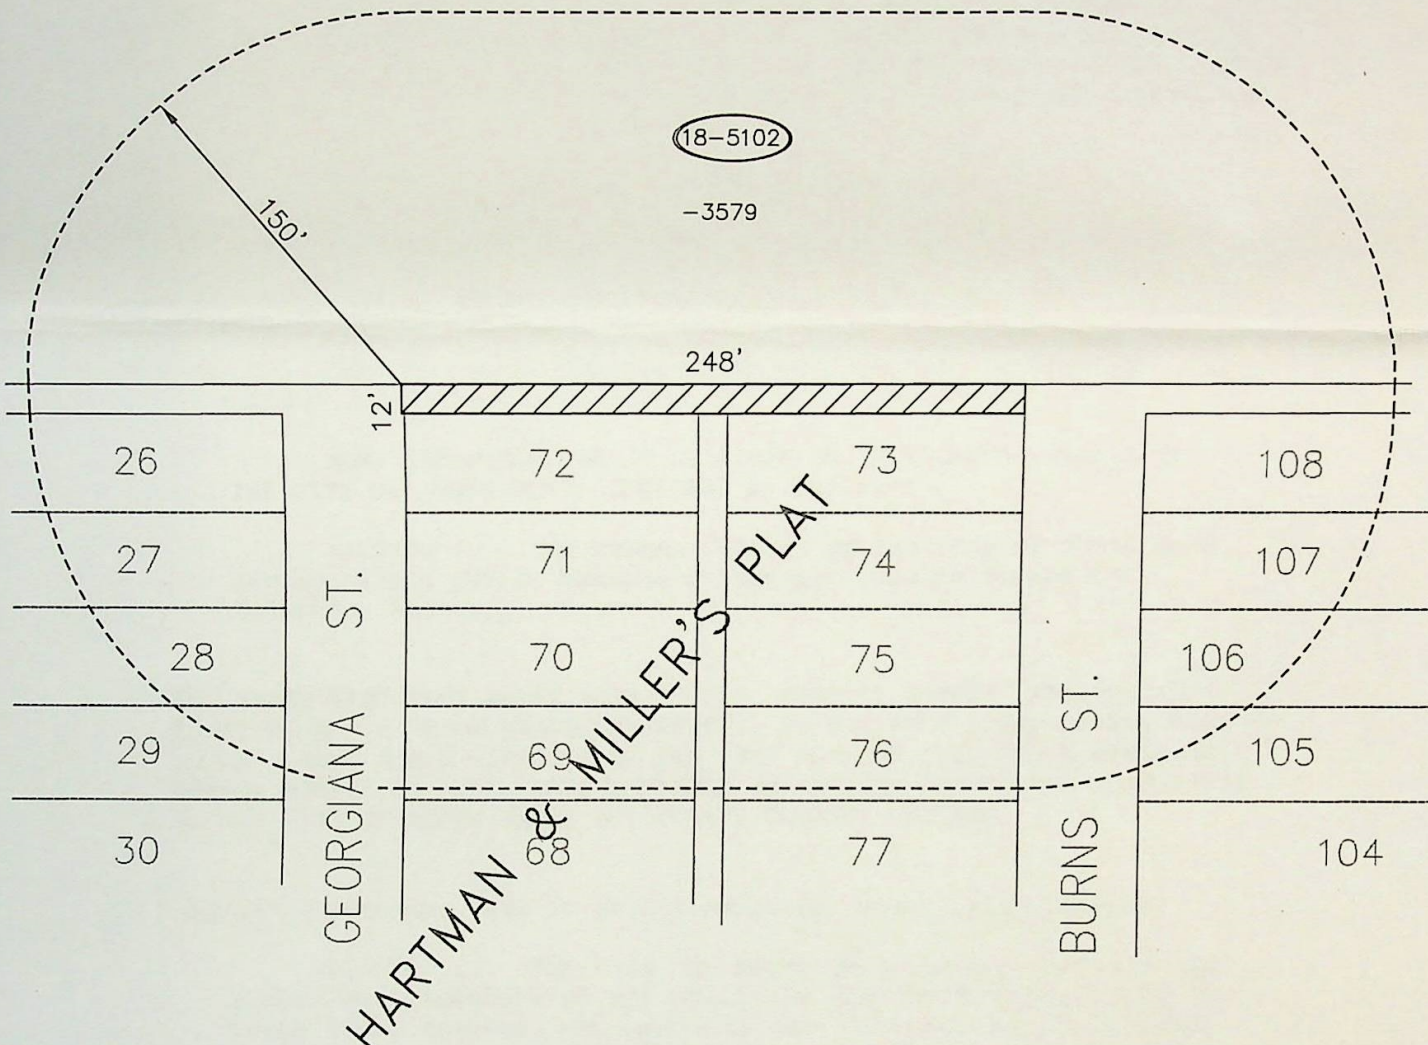 18-5102
-3579
150'
248'
12'
26 72 73 108
27 71 74 107
28 70 75 106
29 69 76 105
30 68 77 104
GEORGIANA ST.
HARTMAN & MILLER'S PLAT
BURNS ST.